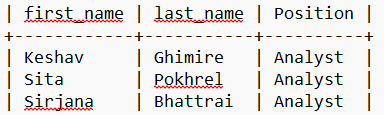 | first_name | last_name | Position |
+------------+-----------+----------+
| Keshav     | Ghimire   | Analyst  |
| Sita       | Pokhrel   | Analyst  |
| Sirjana    | Bhattrai  | Analyst  |